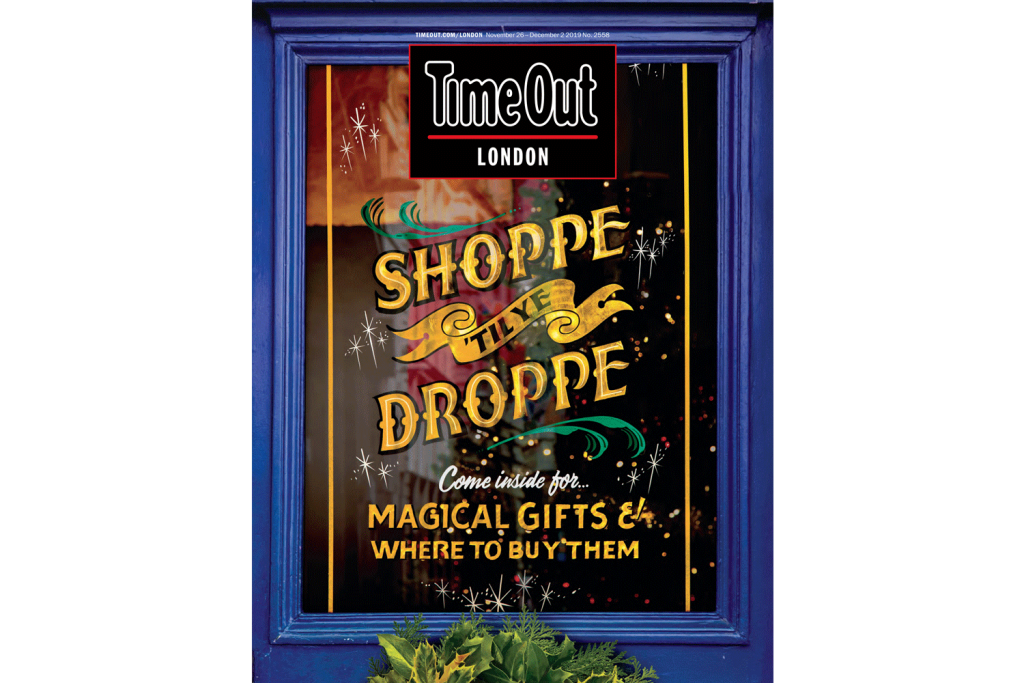 TIMEOUT.COM/LONDON November 26 – December 2 2019 No. 2558
Time Out
LONDON
SHOPPE
'TIL YE
DROPPE
Come inside for...
MAGICAL GIFTS &
WHERE TO BUY THEM